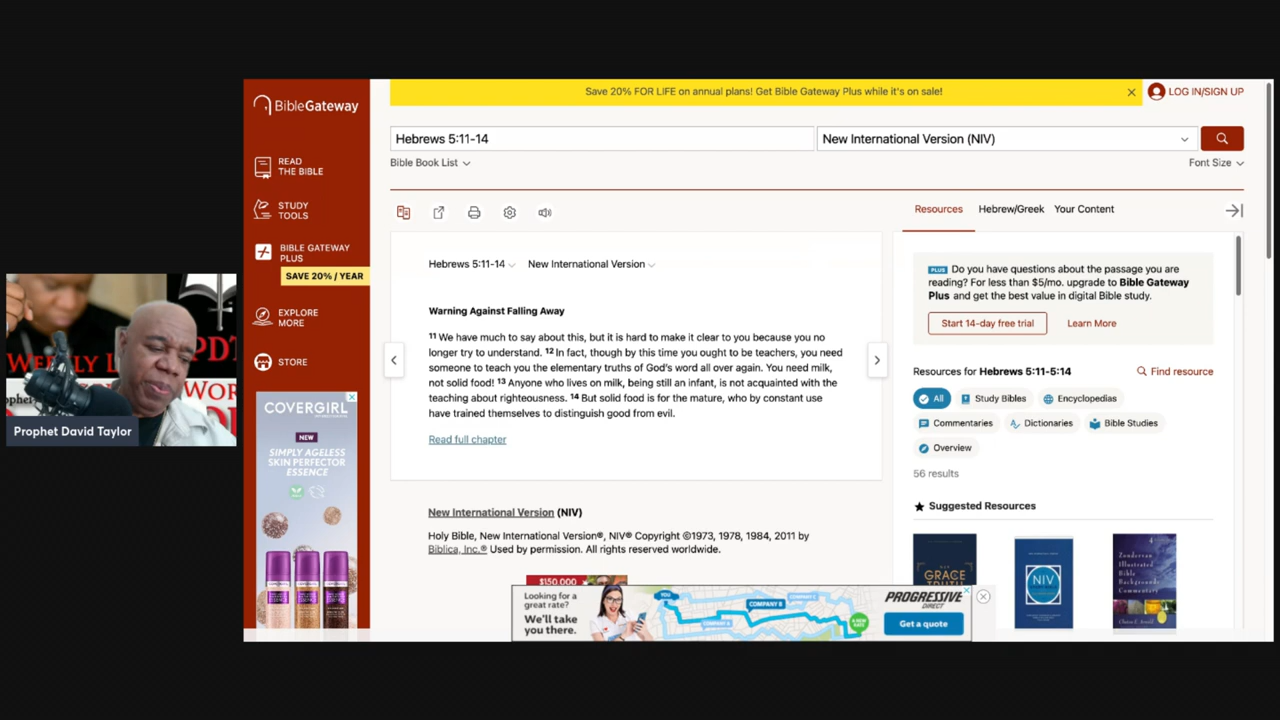 BibleGateway
READ
THE BIBLE
STUDY
TOOLS
BIBLE GATEWAY
PLUS
SAVE 20% / YEAR
EXPLORE
MORE
STORE
COVERGIRL
NEW
SIMPLY AGELESS
SKIN PERFECTOR
ESSENCE
Prophet David Taylor
Save 20% FOR LIFE on annual plans! Get Bible Gateway Plus while it's on sale!
LOG IN/SIGN UP
Hebrews 5:11-14
New International Version (NIV)
Bible Book List
Font Size
Hebrews 5:11-14
New International Version
Warning Against Falling Away
11 We have much to say about this, but it is hard to make it clear to you because you no
longer try to understand. 12 In fact, though by this time you ought to be teachers, you need
someone to teach you the elementary truths of God's word all over again. You need milk,
not solid food! 13 Anyone who lives on milk, being still an infant, is not acquainted with the
teaching about righteousness. 14 But solid food is for the mature, who by constant use
have trained themselves to distinguish good from evil.
Read full chapter
New International Version (NIV)
Holy Bible, New International Version®, NIV® Copyright ©1973, 1978, 1984, 2011 by
Biblica, Inc.® Used by permission. All rights reserved worldwide.
$150,000
Looking for a
great rate?
We'll take
you there.
YOU
COMPANY B
PROGRESSIVE
DIRECT
Get a quote
Resources
Hebrew/Greek
Your Content
PLUS Do you have questions about the passage you are
reading? For less than $5/mo. upgrade to Bible Gateway
Plus and get the best value in digital Bible study.
Start 14-day free trial
Learn More
Resources for Hebrews 5:11-5:14
Find resource
All
Study Bibles
Encyclopedias
Commentaries
Dictionaries
Bible Studies
Overview
56 results
Suggested Resources
GRACE
TRUTH
NIV
Zondervan
Illustrated
Bible
Backgrounds
Commentary